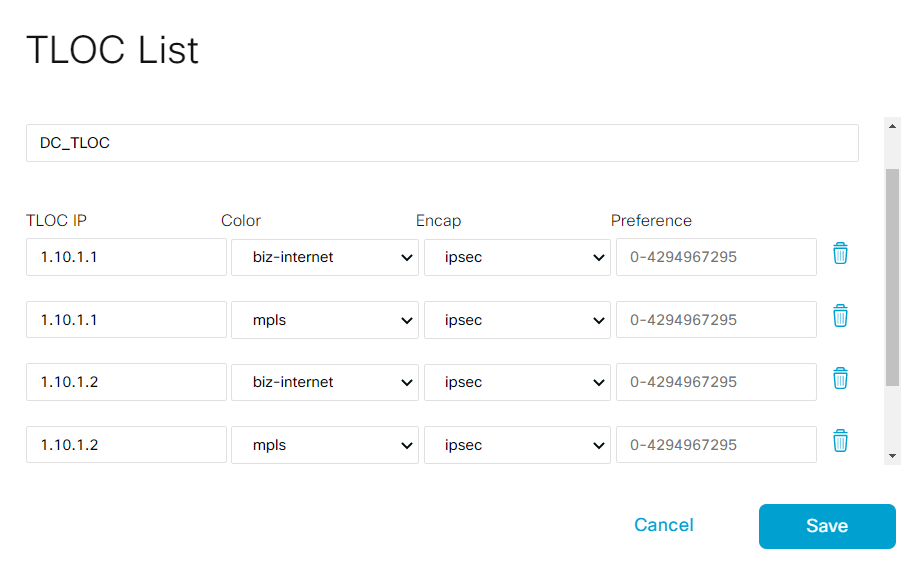 TLOC List
DC_TLOC
TLOC IP Color Encap Preference
1.10.1.1 biz-internet ipsec 0-4294967295
1.10.1.1 mpls ipsec 0-4294967295
1.10.1.2 biz-internet ipsec 0-4294967295
1.10.1.2 mpls ipsec 0-4294967295
Cancel Save